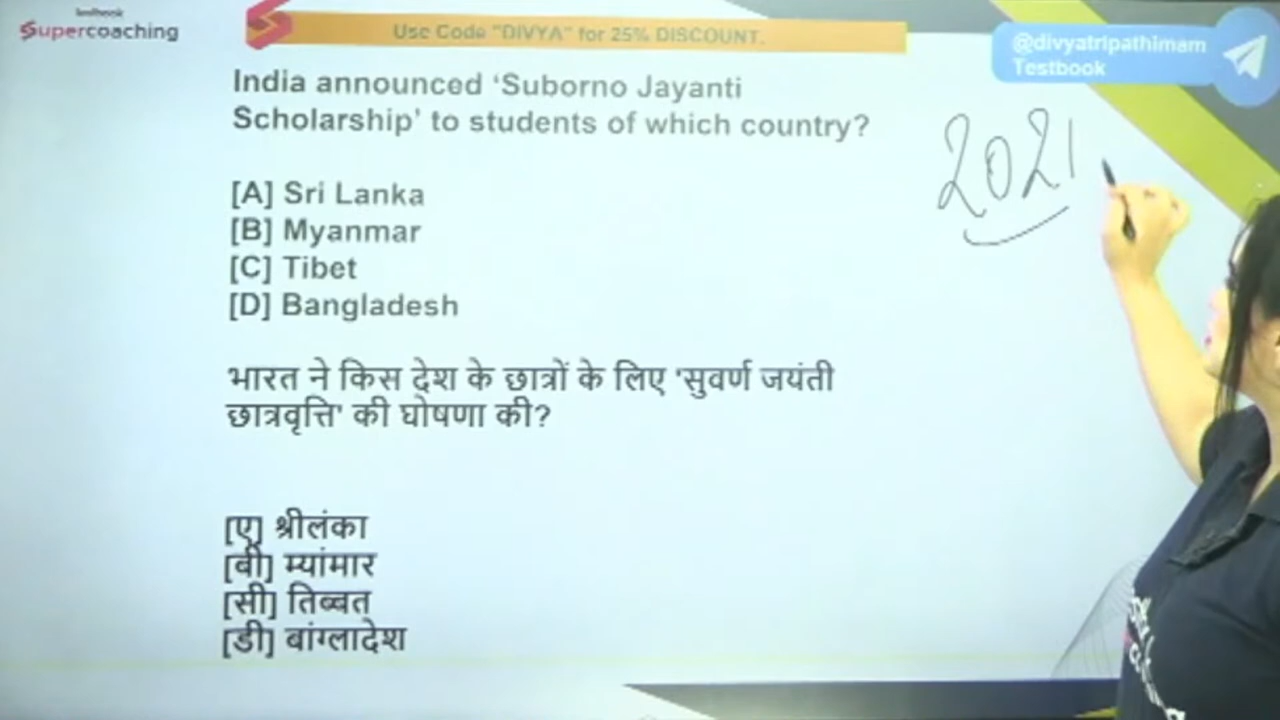 testbook
Supercoaching
Use Code "DIVYA" for 25% DISCOUNT.
@divyatripathimam
Testbook
India announced ‘Suborno Jayanti
Scholarship’ to students of which country?
2021
[A] Sri Lanka
[B] Myanmar
[C] Tibet
[D] Bangladesh
भारत ने किस देश के छात्रों के लिए 'सुवर्ण जयंती
छात्रवृत्ति' की घोषणा की?
[ए] श्रीलंका
[बी] म्यांमार
[सी] तिब्बत
[डी] बांग्लादेश